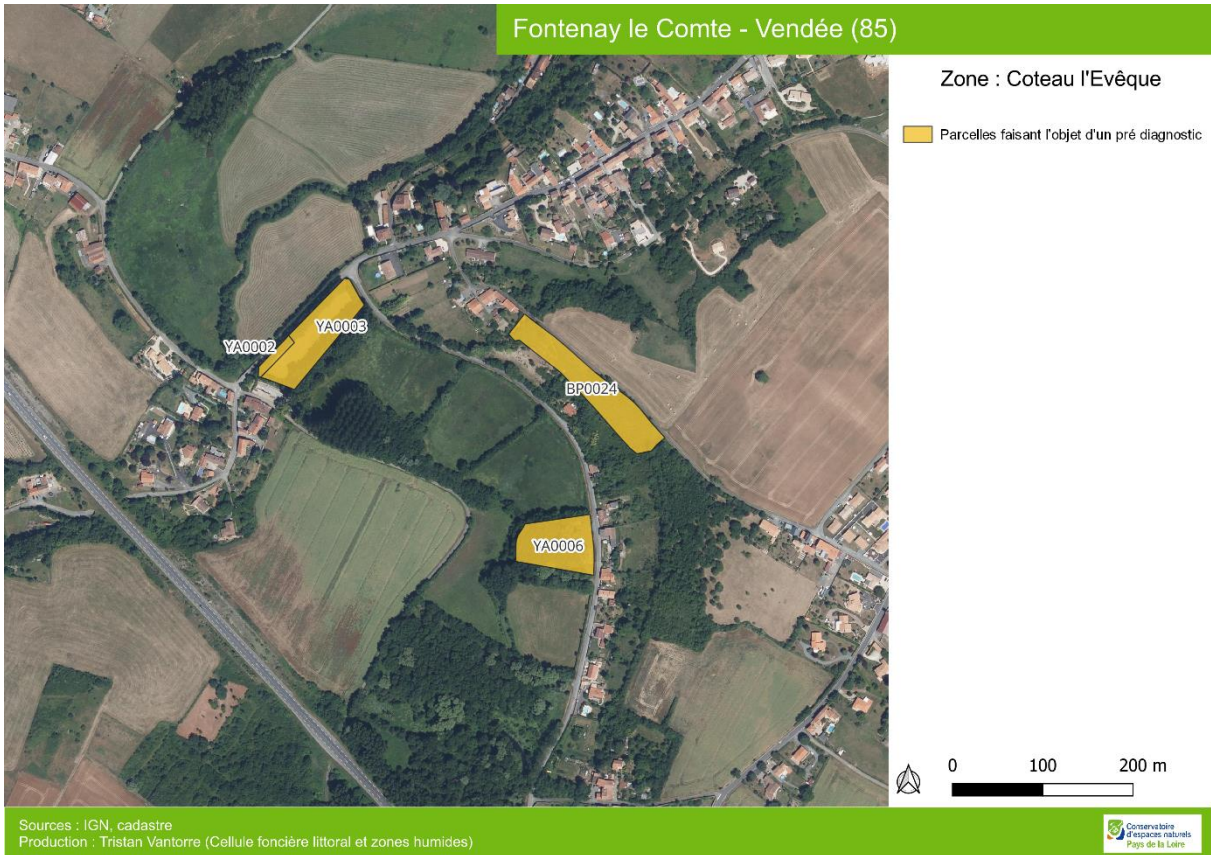 Fontenay le Comte - Vendée (85)
Zone : Coteau l'Evêque
Parcelles faisant l'objet d'un pré diagnostic
YA0003
YA0002
BP0024
YA0006
0 100 200 m
Sources : IGN, cadastre
Production : Tristan Vantorre (Cellule foncière littoral et zones humides)
Conservatoire
d'espaces naturels
Pays de la Loire